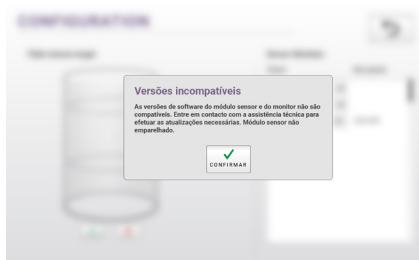 CONFIGURATION
Versões incompatíveis
As versões de software do módulo sensor e do monitor não são
compatíveis. Entre em contacto com a assistência técnica para
efetuar as atualizações necessárias. Módulo sensor não
emparelhado.
CONFIRMAR